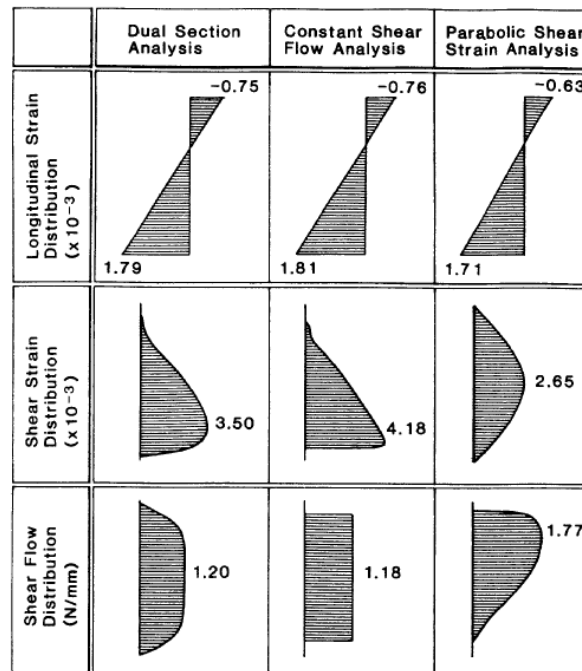 Dual Section
Analysis
Constant Shear
Flow Analysis
Parabolic Shear
Strain Analysis
Longitudinal Strain
Distribution
(x10⁻³)
-0.75
1.79
-0.76
1.81
-0.63
1.71
Shear Strain
Distribution
(x10⁻³)
3.50
4.18
2.65
Shear Flow
Distribution
(N/mm)
1.20
1.18
1.77